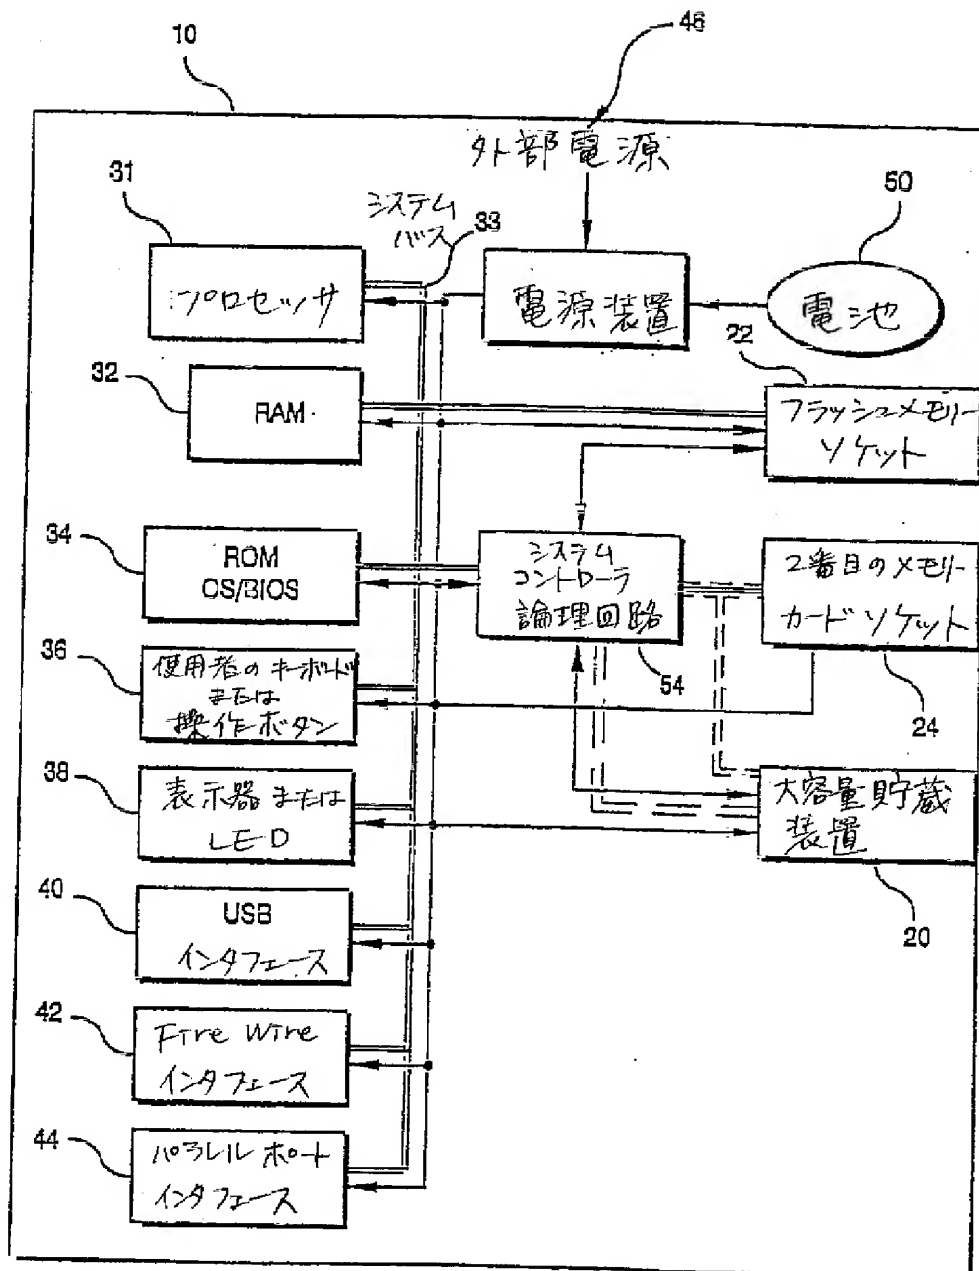 10
46
外部電源
31
システム
バス
33
50
プロセッサ
電源装置
電池
32
22
RAM
フラッシュメモリー
ソケット
34
ROM
OS/BIOS
システム
コントローラ
論理回路
2番目のメモリー
カードソケット
36
使用者のキーボード
または
操作ボタン
54
24
38
表示器または
LED
大容量貯蔵
装置
40
USB
インタフェース
20
42
Fire Wire
インタフェース
44
パラレルポート
インタフェース